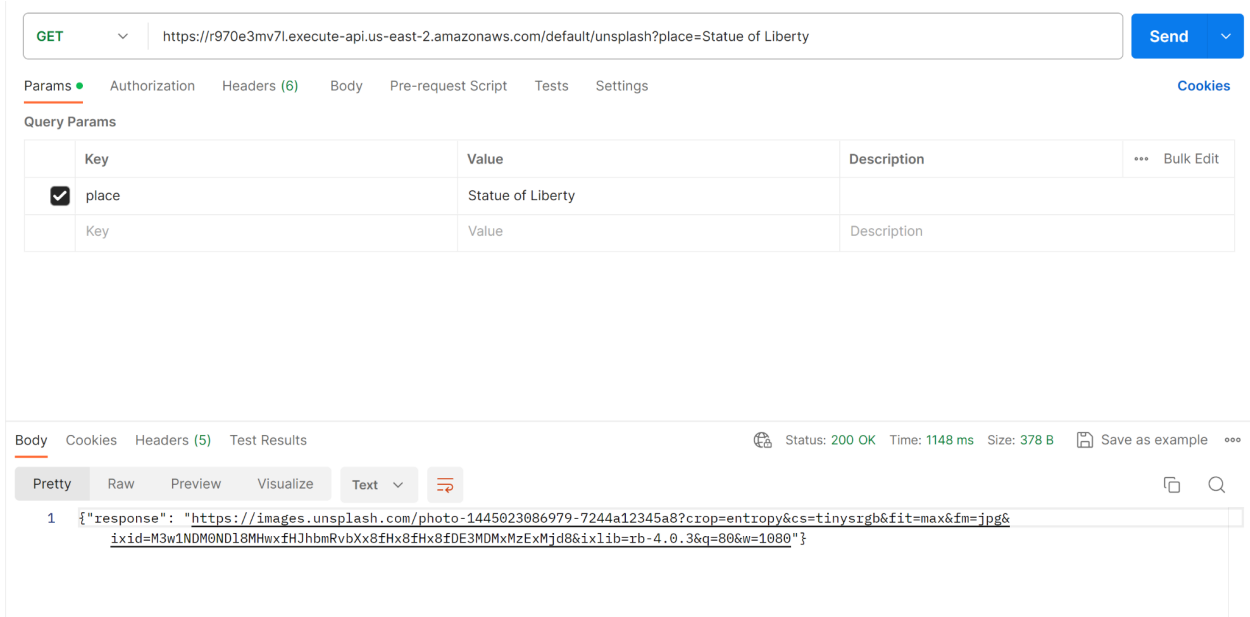 GET https://r970e3mv7l.execute-api.us-east-2.amazonaws.com/default/unsplash?place=Statue of Liberty Send
Params Authorization Headers (6) Body Pre-request Script Tests Settings Cookies
Query Params
Key Value Description ••• Bulk Edit
place Statue of Liberty
Key Value Description
Body Cookies Headers (5) Test Results Status: 200 OK Time: 1148 ms Size: 378 B Save as example
Pretty Raw Preview Visualize Text
1 {"response": "https://images.unsplash.com/photo-1445023086979-7244a12345a8?crop=entropy&cs=tinysrgb&fit=max&fm=jpg&
ixid=M3w1NDM0NDl8MHwxfHJhbmRvbXx8fHx8fHx8fDE3MDMxMzExMjd8&ixlib=rb-4.0.3&q=80&w=1080"}